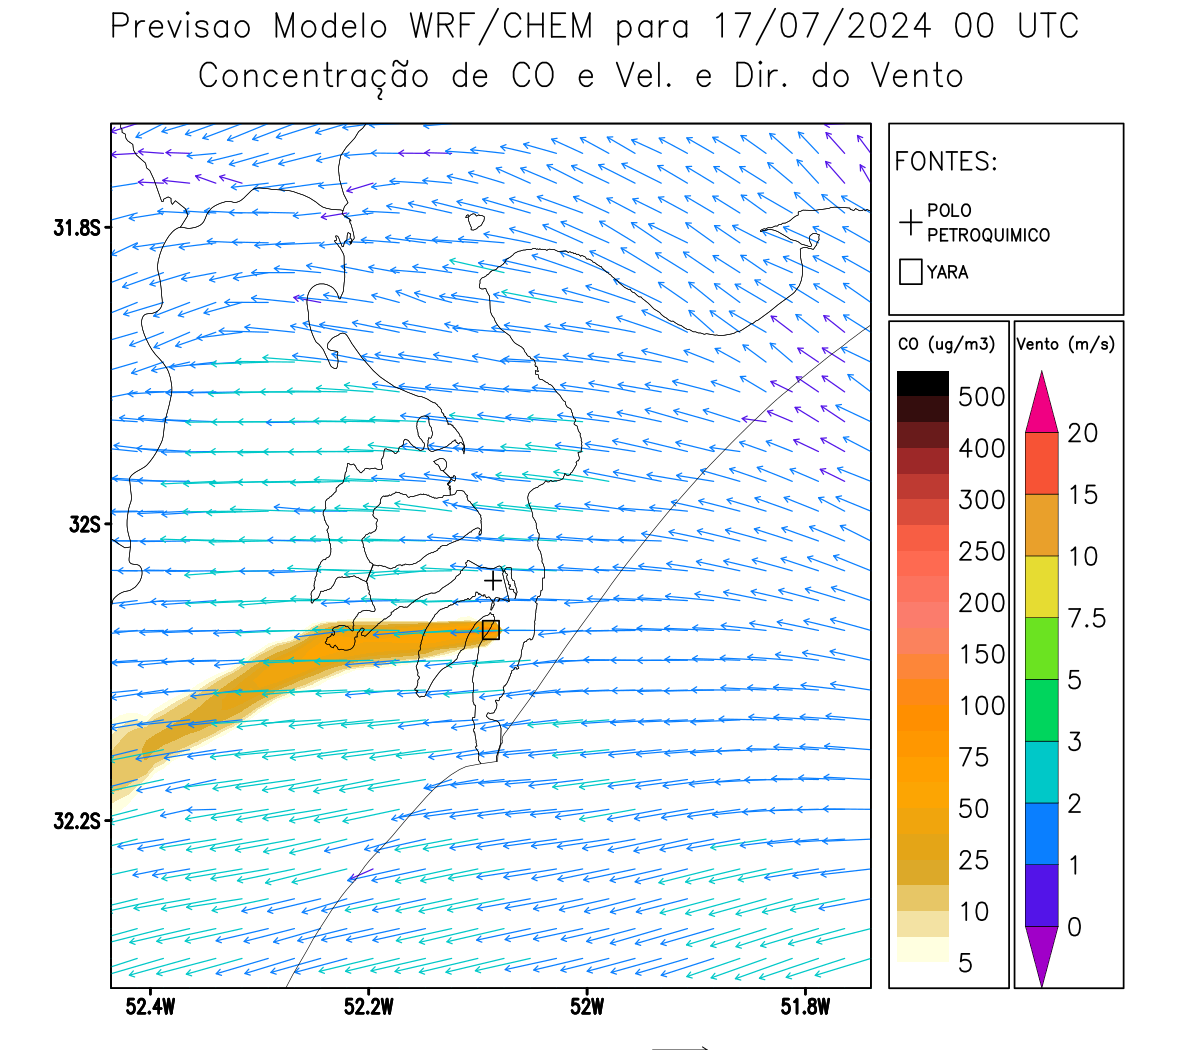 Previsao Modelo WRF/CHEM para 17/07/2024 00 UTC
Concentração de CO e Vel. e Dir. do Vento
FONTES:
POLO
PETROQUIMICO
YARA
CO (ug/m3)
500
400
300
250
200
150
100
75
50
25
10
5
Vento (m/s)
20
15
10
7.5
5
3
2
1
0
31.8S
32S
32.2S
52.4W
52.2W
52W
51.8W